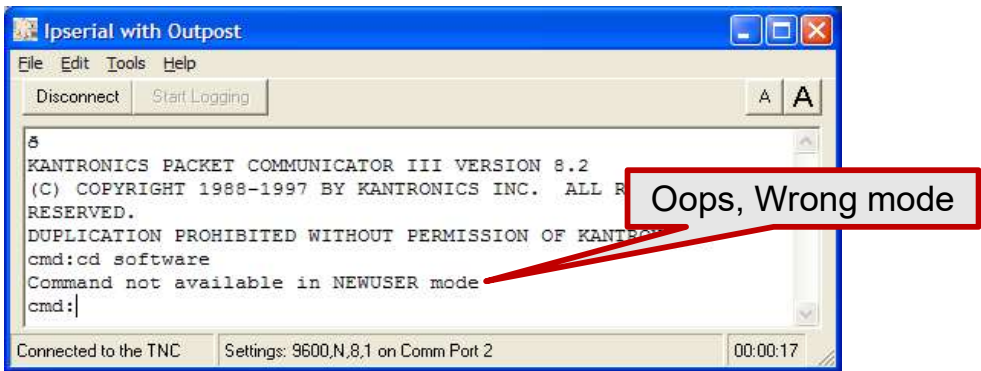 Ipserial with Outpost
File Edit Tools Help
Disconnect Start Logging A A
ð
KANTRONICS PACKET COMMUNICATOR III VERSION 8.2
(C) COPYRIGHT 1988-1997 BY KANTRONICS INC. ALL R
RESERVED.
DUPLICATION PROHIBITED WITHOUT PERMISSION OF
cmd:cd software
Command not available in NEWUSER mode
cmd:
Oops, Wrong mode
Connected to the TNC Settings: 9600,N,8,1 on Comm Port 2 00:00:17